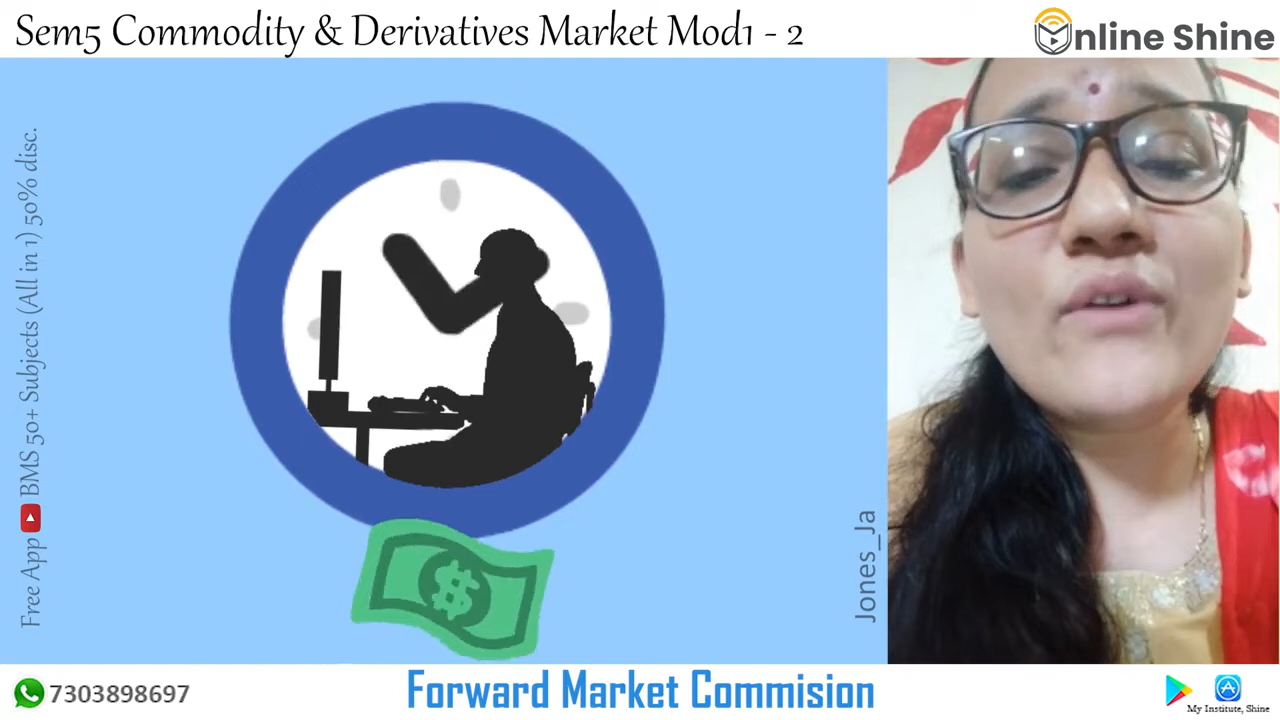 Sem5 Commodity & Derivatives Market Mod1 - 2
Online Shine
Free App BMS 50+ Subjects (All in 1) 50% disc.
Jones_Ja
7303898697
Forward Market Commision
My Institute, Shine